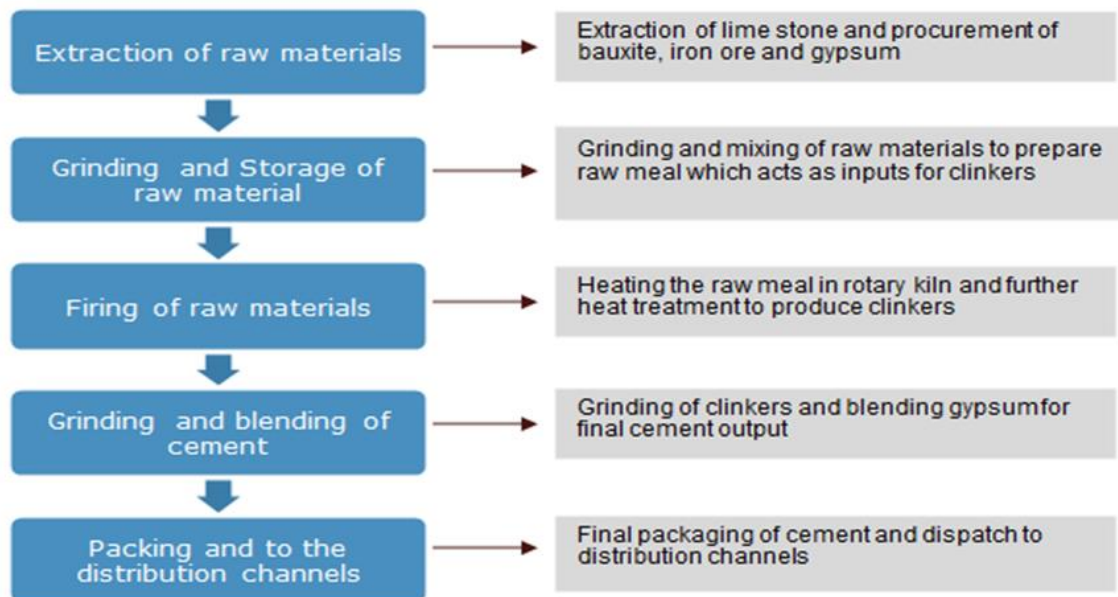 Extraction of raw materials
Extraction of lime stone and procurement of
bauxite, iron ore and gypsum
Grinding and Storage of
raw material
Grinding and mixing of raw materials to prepare
raw meal which acts as inputs for clinkers
Firing of raw materials
Heating the raw meal in rotary kiln and further
heat treatment to produce clinkers
Grinding and blending of
cement
Grinding of clinkers and blending gypsum for
final cement output
Packing and to the
distribution channels
Final packaging of cement and dispatch to
distribution channels